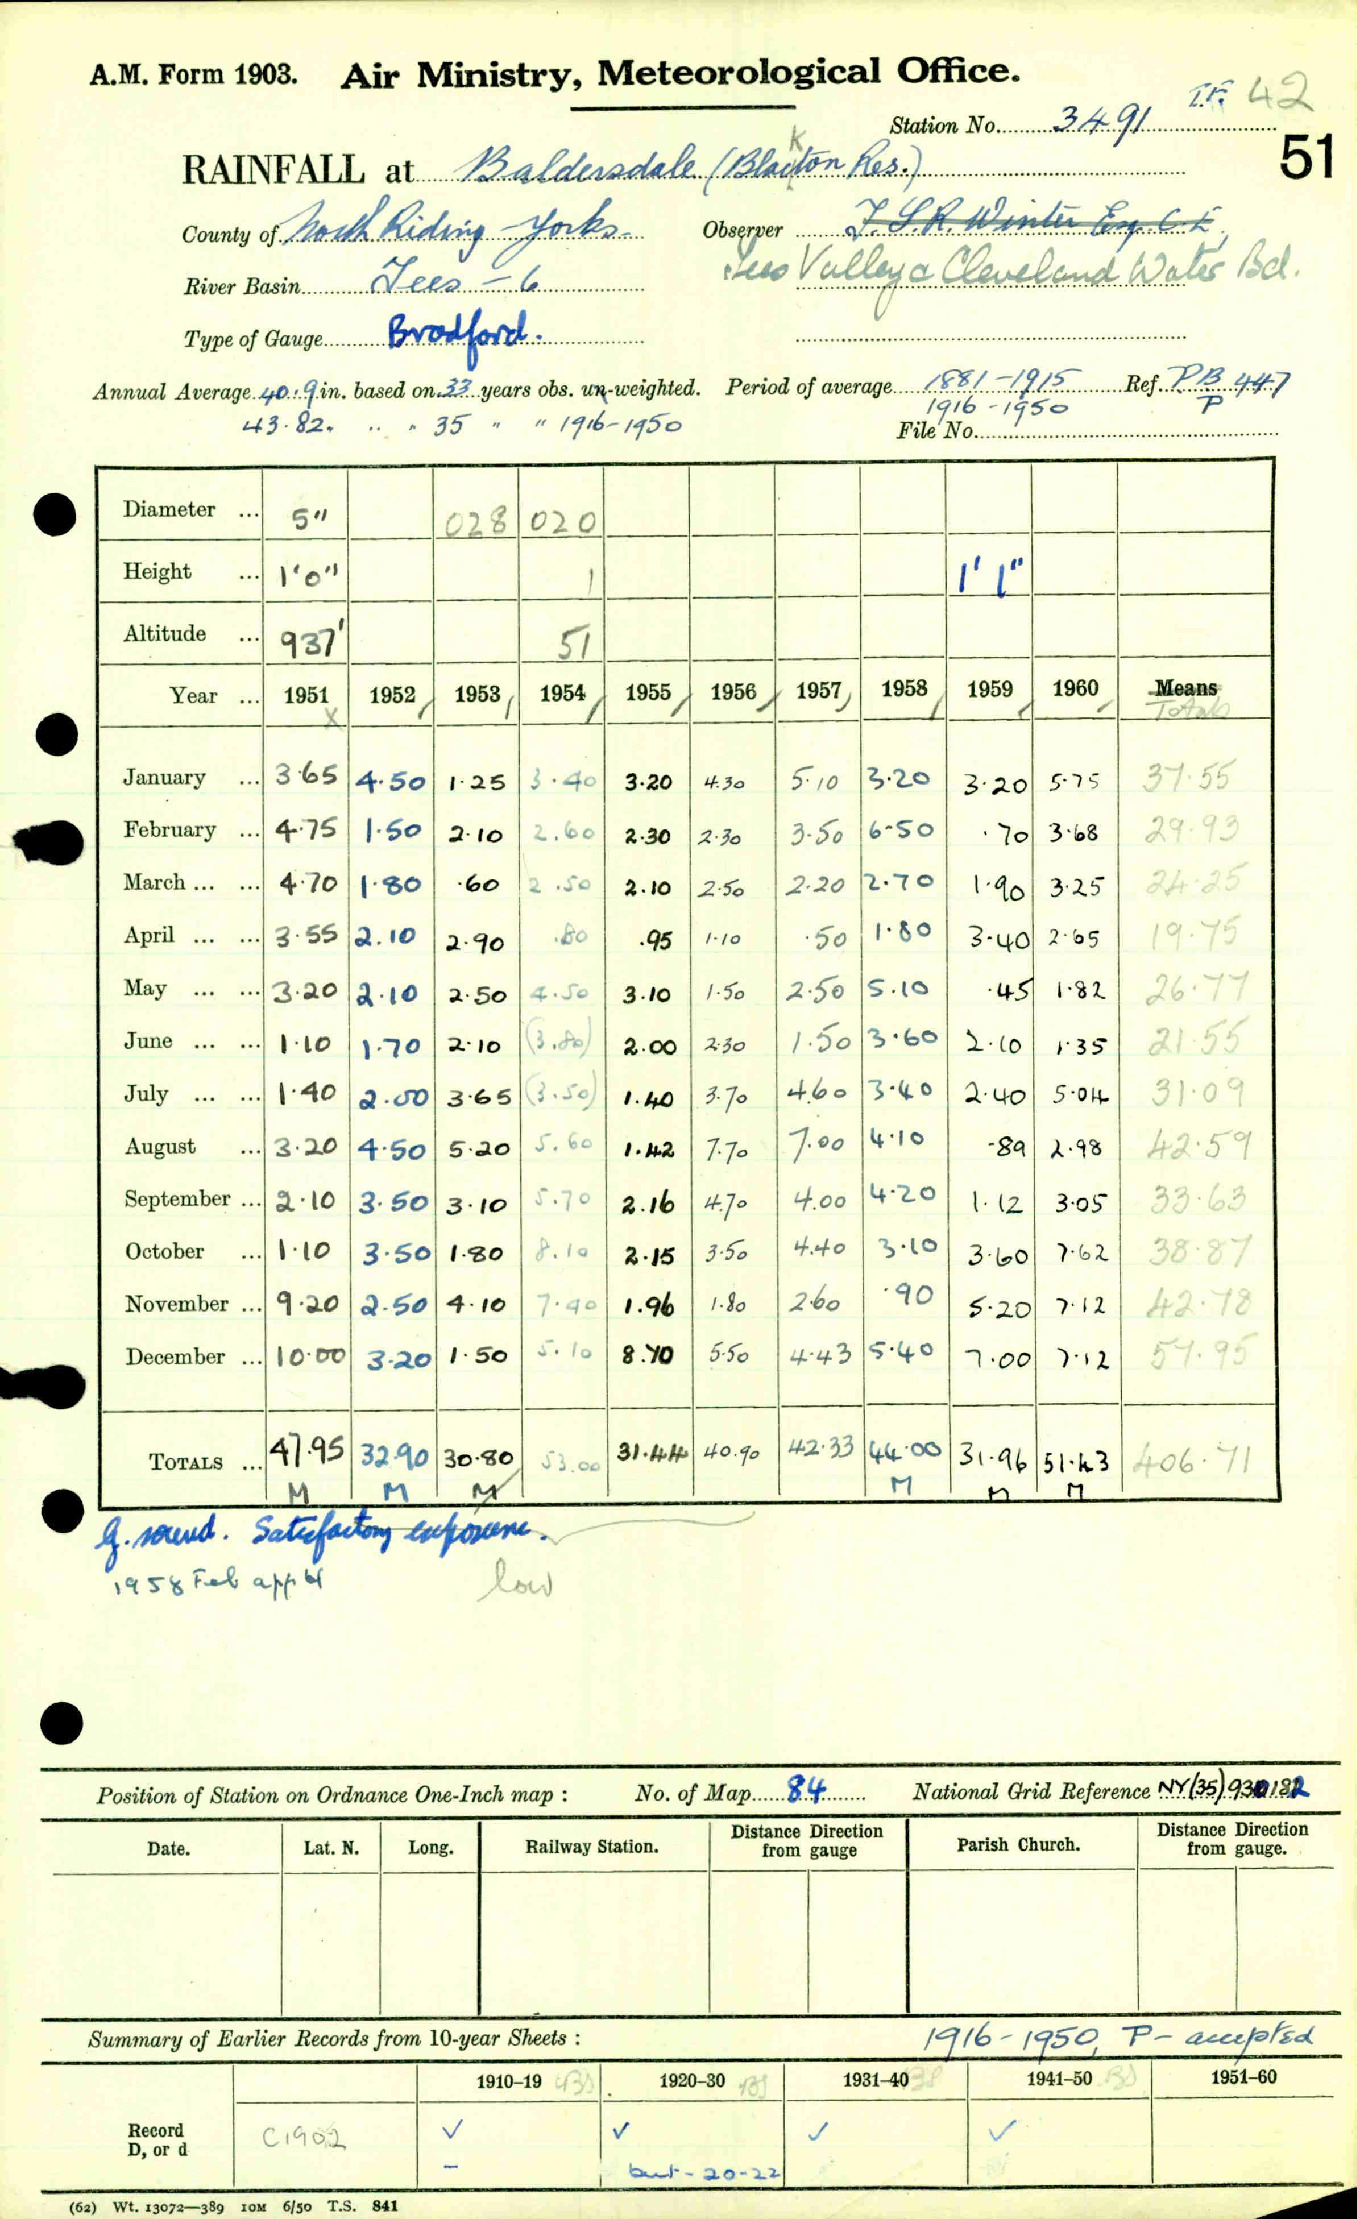 A.M. Form 1903. Air Ministry, Meteorological Office.
T.F. 42
Station No. 3491
51
RAINFALL at Baldersdale (Blackton Res.)
County of North Riding Yorks. Observer T. S. R. Winter Esq. C.E.
Tees Valley & Cleveland Water Bd.
River Basin Tees - 6
Type of Gauge Bradford.
Annual Average 40.9 in. based on 33 years obs. un-weighted. Period of average 1881-1915 Ref. PB 447
P
43.82. " " 35 " " 1916-1950 1916-1950
File No.
Diameter ... 5" 028 020
Height ... 1'0" 1 1'1"
Altitude ... 937' 51
Year ... 1951 1952 1953 1954 1955 1956 1957 1958 1959 1960 Means
X Totals
January ... 3.65 4.50 1.25 3.40 3.20 4.30 5.10 3.20 3.20 5.75 37.55
February ... 4.75 1.50 2.10 2.60 2.30 2.30 3.50 6.50 .70 3.68 29.93
March ... ... 4.70 1.80 .60 2.50 2.10 2.50 2.20 2.70 1.90 3.25 24.25
April ... ... 3.55 2.10 2.90 .80 .95 1.10 .50 1.80 3.40 2.65 19.75
May ... ... 3.20 2.10 2.50 4.50 3.10 1.50 2.50 5.10 .45 1.82 26.77
June ... ... 1.10 1.70 2.10 (3.80) 2.00 2.30 1.50 3.60 2.10 1.35 21.55
July ... ... 1.40 2.00 3.65 (3.50) 1.40 3.70 4.60 3.40 2.40 5.04 31.09
August ... 3.20 4.50 5.20 5.60 1.42 7.70 7.00 4.10 .89 2.98 42.59
September ... 2.10 3.50 3.10 5.70 2.16 4.70 4.00 4.20 1.12 3.05 33.63
October ... 1.10 3.50 1.80 8.10 2.15 3.50 4.40 3.10 3.60 7.62 38.87
November ... 9.20 2.50 4.10 7.40 1.96 1.80 2.60 .90 5.20 7.12 42.78
December ... 10.00 3.20 1.50 5.10 8.70 5.50 4.43 5.40 7.00 7.12 57.95
TOTALS ... 47.95 32.90 30.80 53.00 31.44 40.90 42.33 44.00 31.96 51.43 406.71
M M M M M M
G. round. Satisfactory exposure.
1958 Feb app'd low
Position of Station on Ordnance One-Inch map : No. of Map 84 National Grid Reference NY(35)
Date. Lat. N. Long. Railway Station. Distance from gauge Direction Parish Church. Distance from gauge. Direction
Summary of Earlier Records from 10-year Sheets : 1916-1950, P- accepted
1910–19 1920–30 1931–40 1941–50 1951–60
Record
D, or d C1902 ✓ ✓ ✓ ✓
– but - 20-22
(62) Wt. 13072—389 10M 6/50 T.S. 841